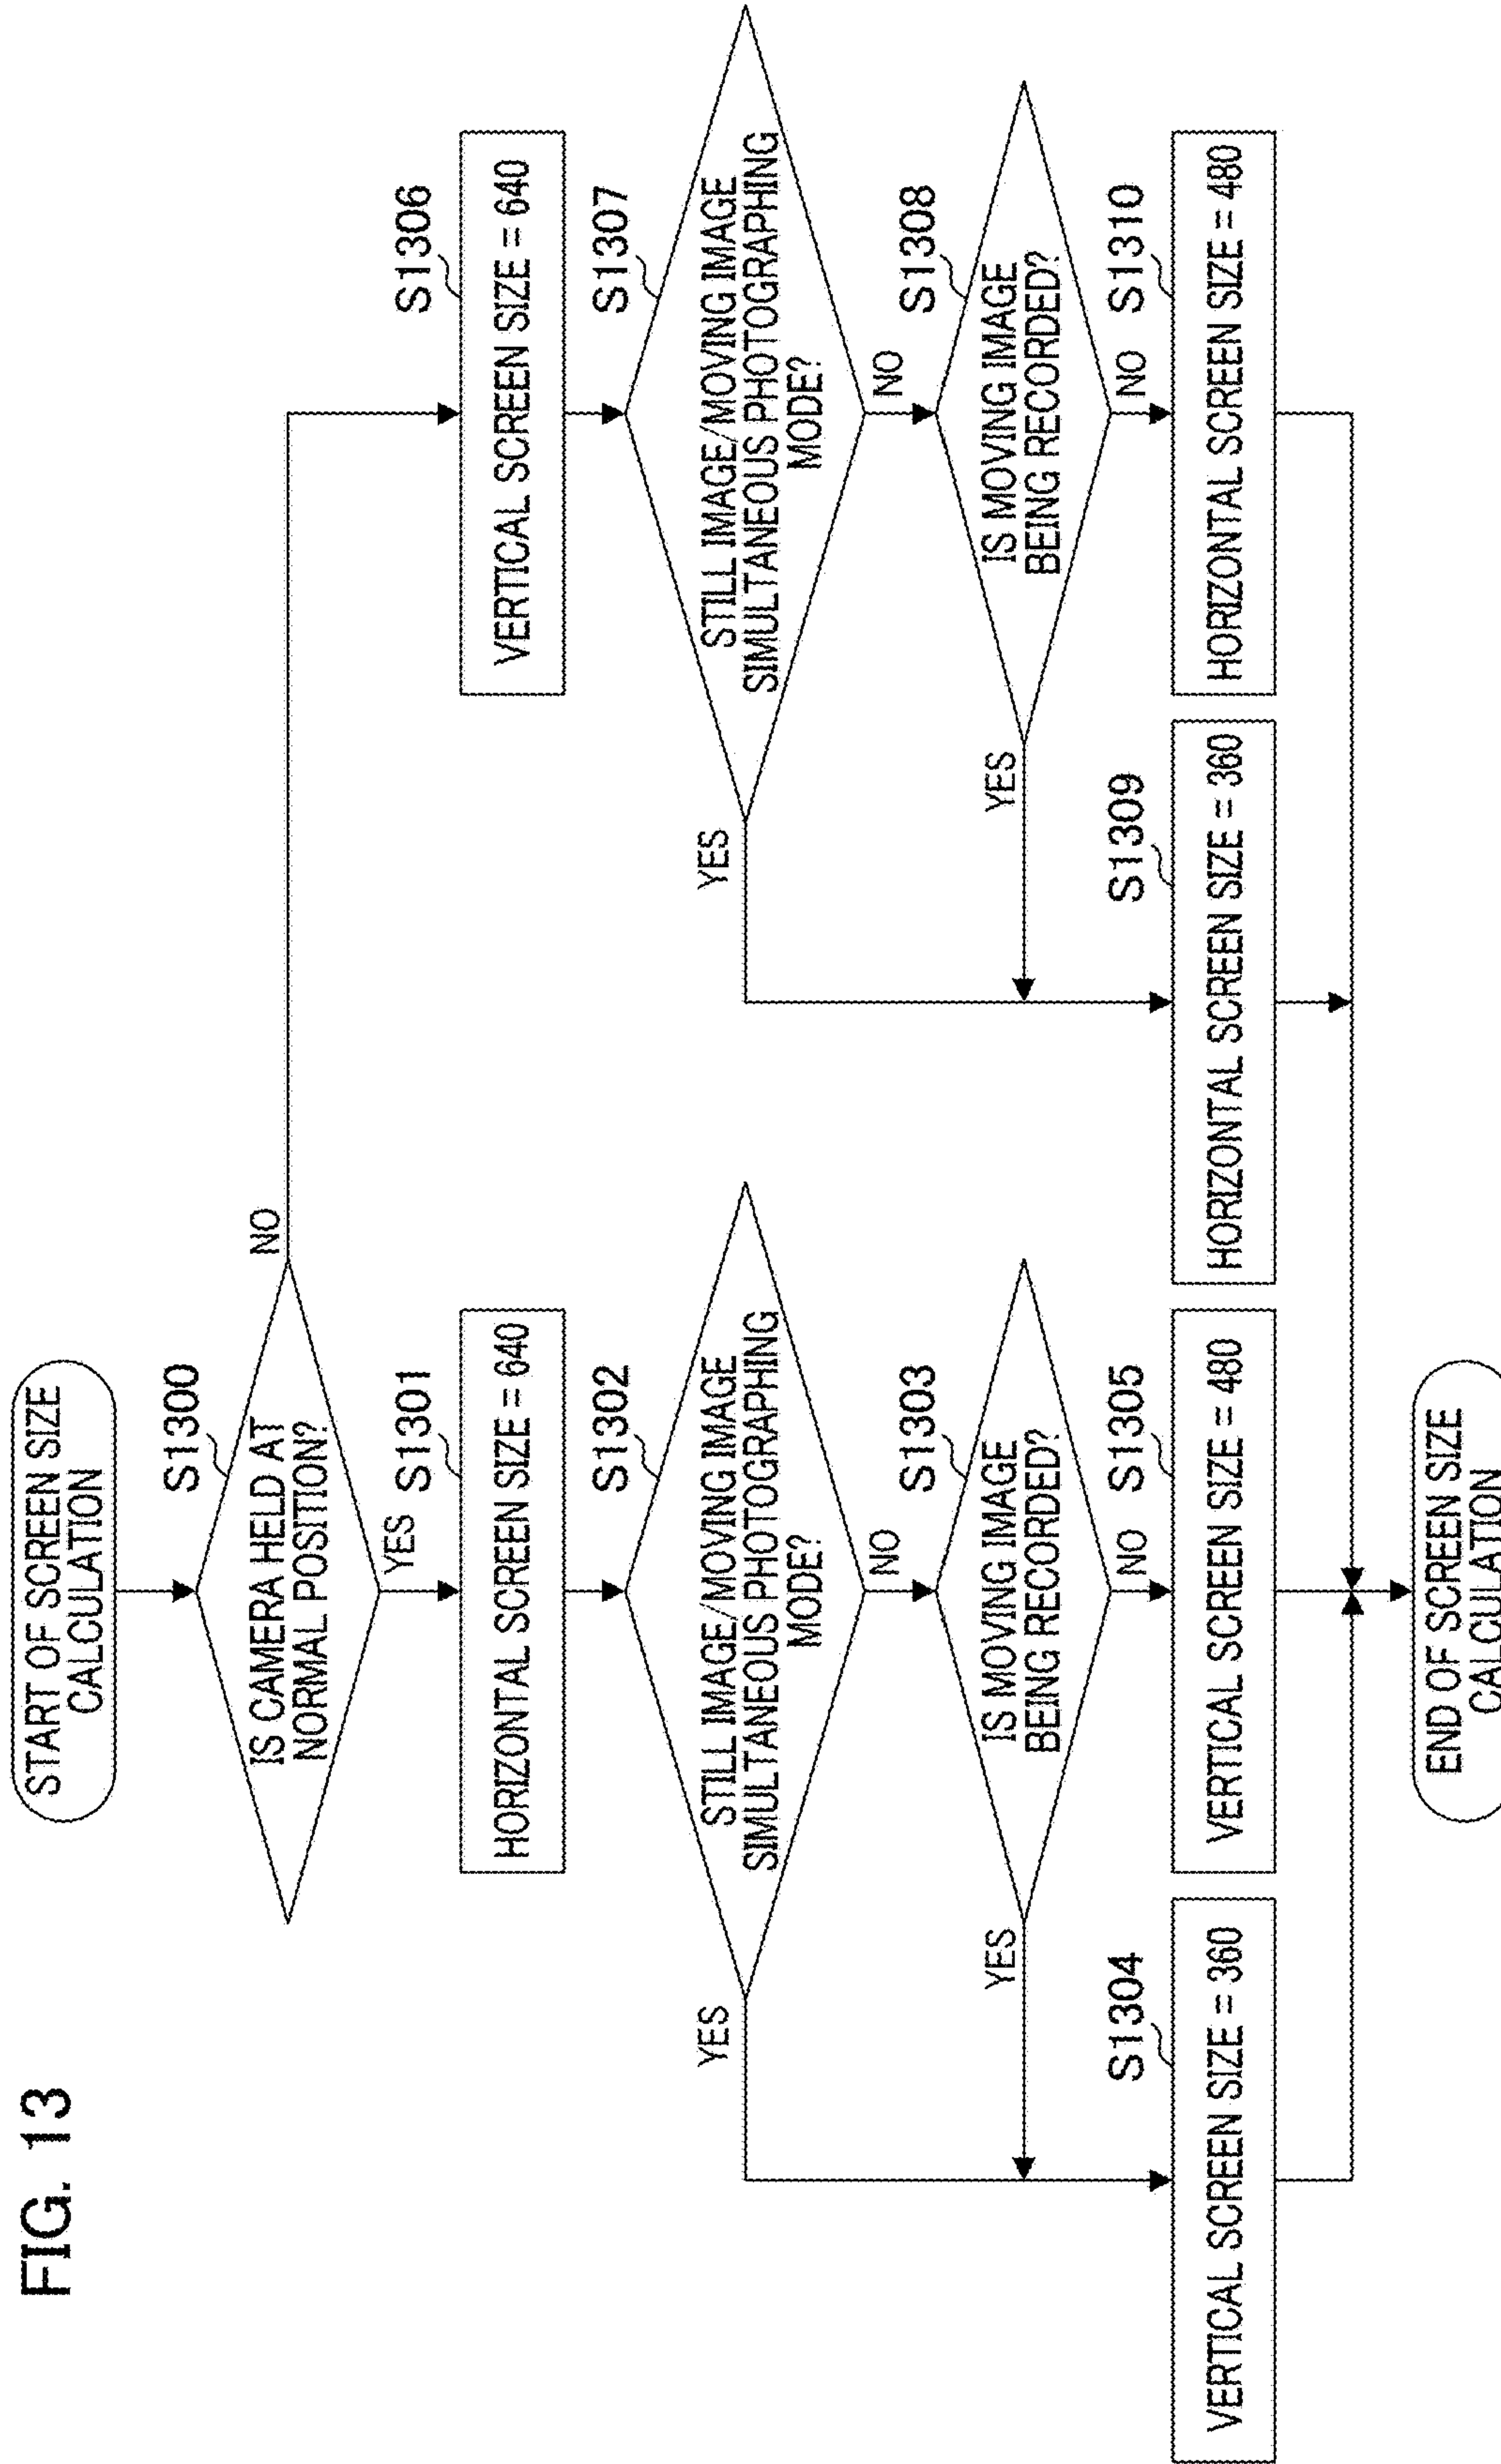 FIG. 13
START OF SCREEN SIZE
CALCULATION
S1300
IS CAMERA HELD AT
NORMAL POSITION?
NO
YES
S1301
HORIZONTAL SCREEN SIZE = 640
S1302
STILL IMAGE/MOVING IMAGE
SIMULTANEOUS PHOTOGRAPHING
MODE?
YES
NO
S1303
IS MOVING IMAGE
BEING RECORDED?
YES
NO
S1304
VERTICAL SCREEN SIZE = 360
S1305
VERTICAL SCREEN SIZE = 480
S1306
VERTICAL SCREEN SIZE = 640
S1307
STILL IMAGE/MOVING IMAGE
SIMULTANEOUS PHOTOGRAPHING
MODE?
YES
NO
S1308
IS MOVING IMAGE
BEING RECORDED?
YES
NO
S1309
HORIZONTAL SCREEN SIZE = 360
S1310
HORIZONTAL SCREEN SIZE = 480
END OF SCREEN SIZE
CALCULATION